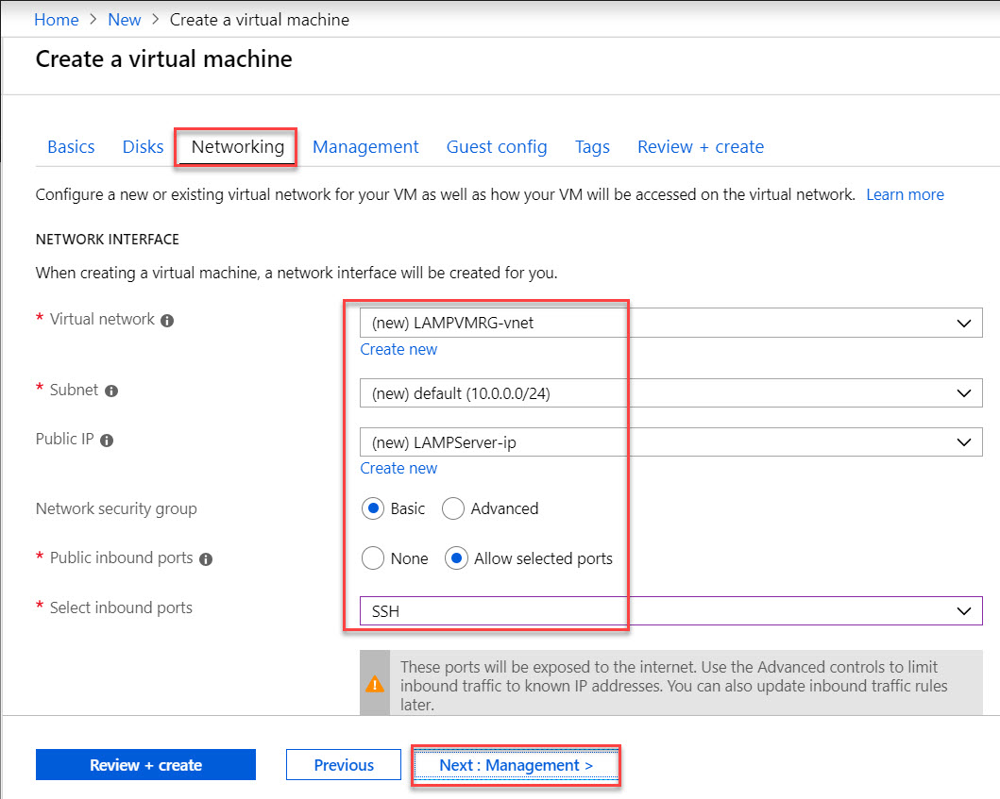 Home > New > Create a virtual machine
Create a virtual machine
Basics Disks Networking Management Guest config Tags Review + create
Configure a new or existing virtual network for your VM as well as how your VM will be accessed on the virtual network. Learn more
NETWORK INTERFACE
When creating a virtual machine, a network interface will be created for you.
* Virtual network (new) LAMPVMRG-vnet
Create new
* Subnet (new) default (10.0.0.0/24)
Public IP (new) LAMPServer-ip
Create new
Network security group Basic Advanced
* Public inbound ports None Allow selected ports
* Select inbound ports SSH
These ports will be exposed to the internet. Use the Advanced controls to limit
inbound traffic to known IP addresses. You can also update inbound traffic rules
later.
Review + create Previous Next : Management >